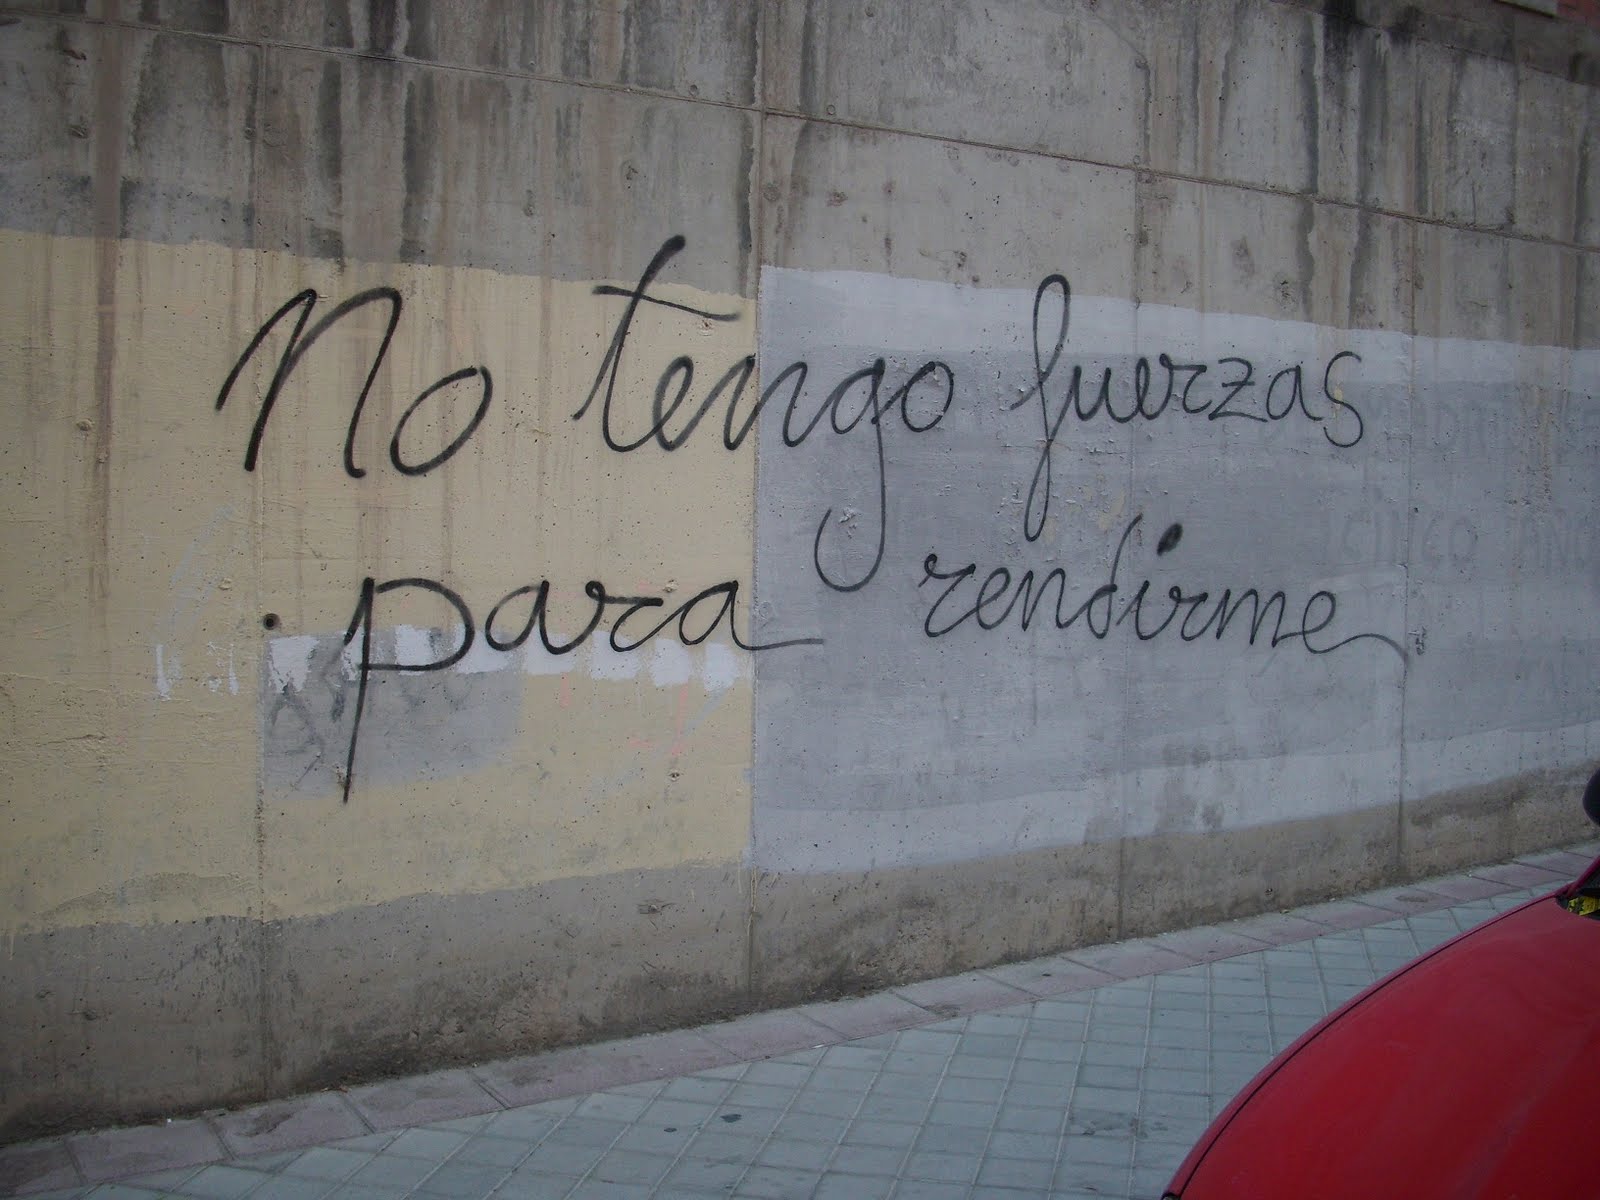 No tengo fuerzas
para rendirme